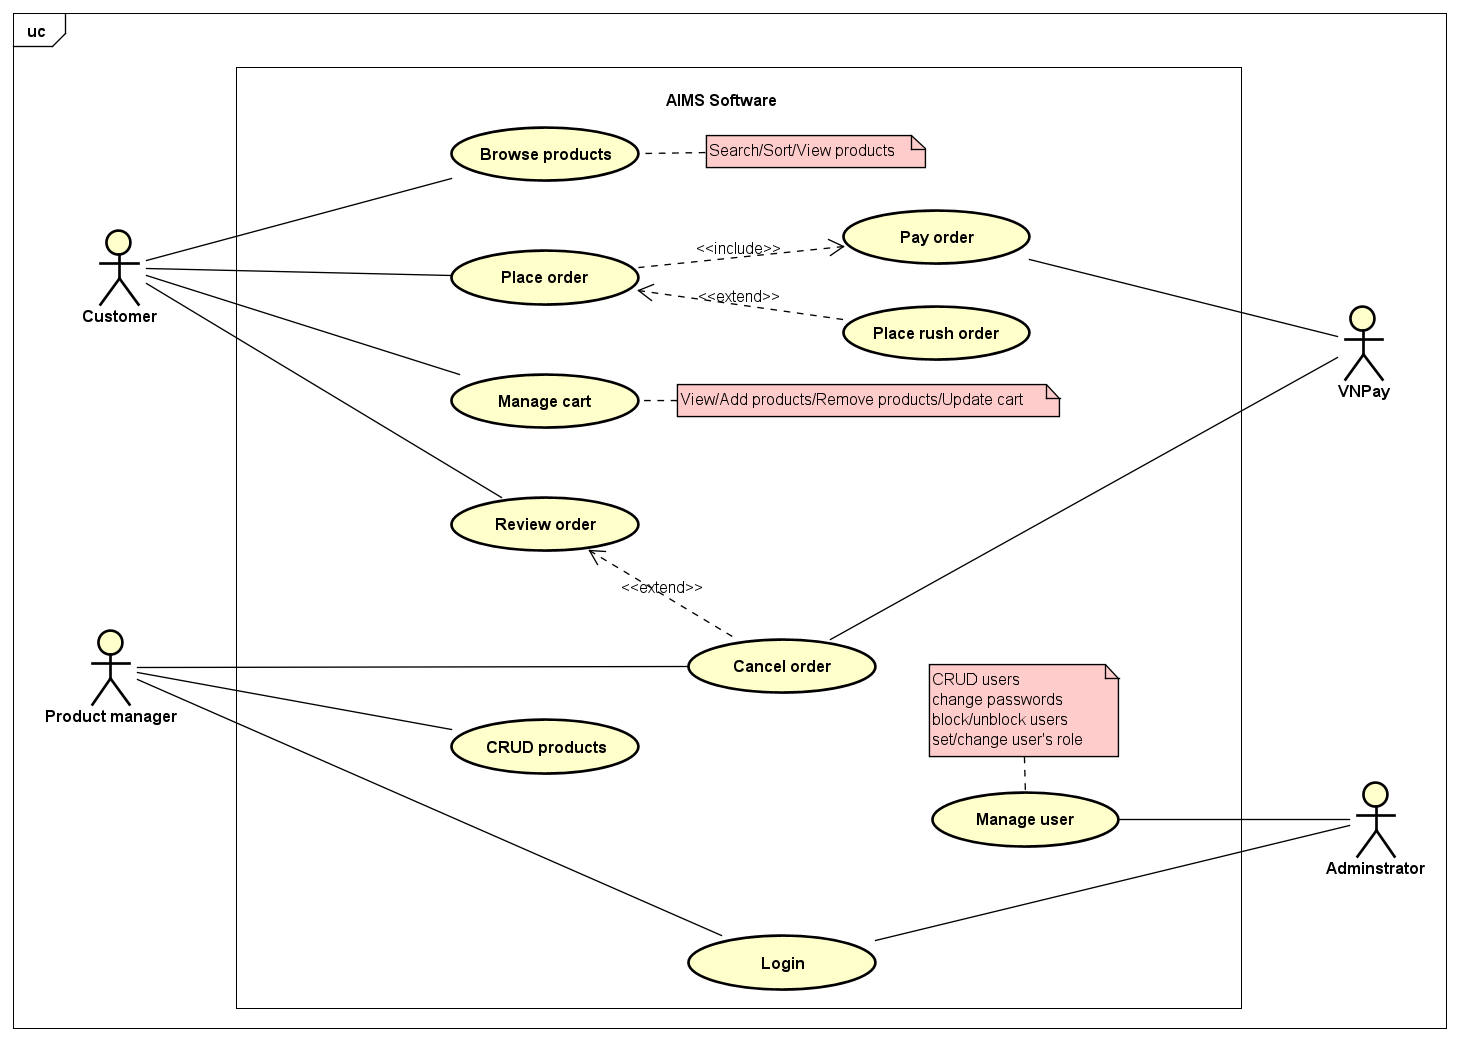 uc
AIMS Software
Browse products
Search/Sort/View products
Pay order
<<include>>
Place order
<<extend>>
Place rush order
Customer
VNPay
Manage cart
View/Add products/Remove products/Update cart
Review order
<<extend>>
Cancel order
Product manager
CRUD users
change passwords
block/unblock users
set/change user's role
CRUD products
Manage user
Adminstrator
Login